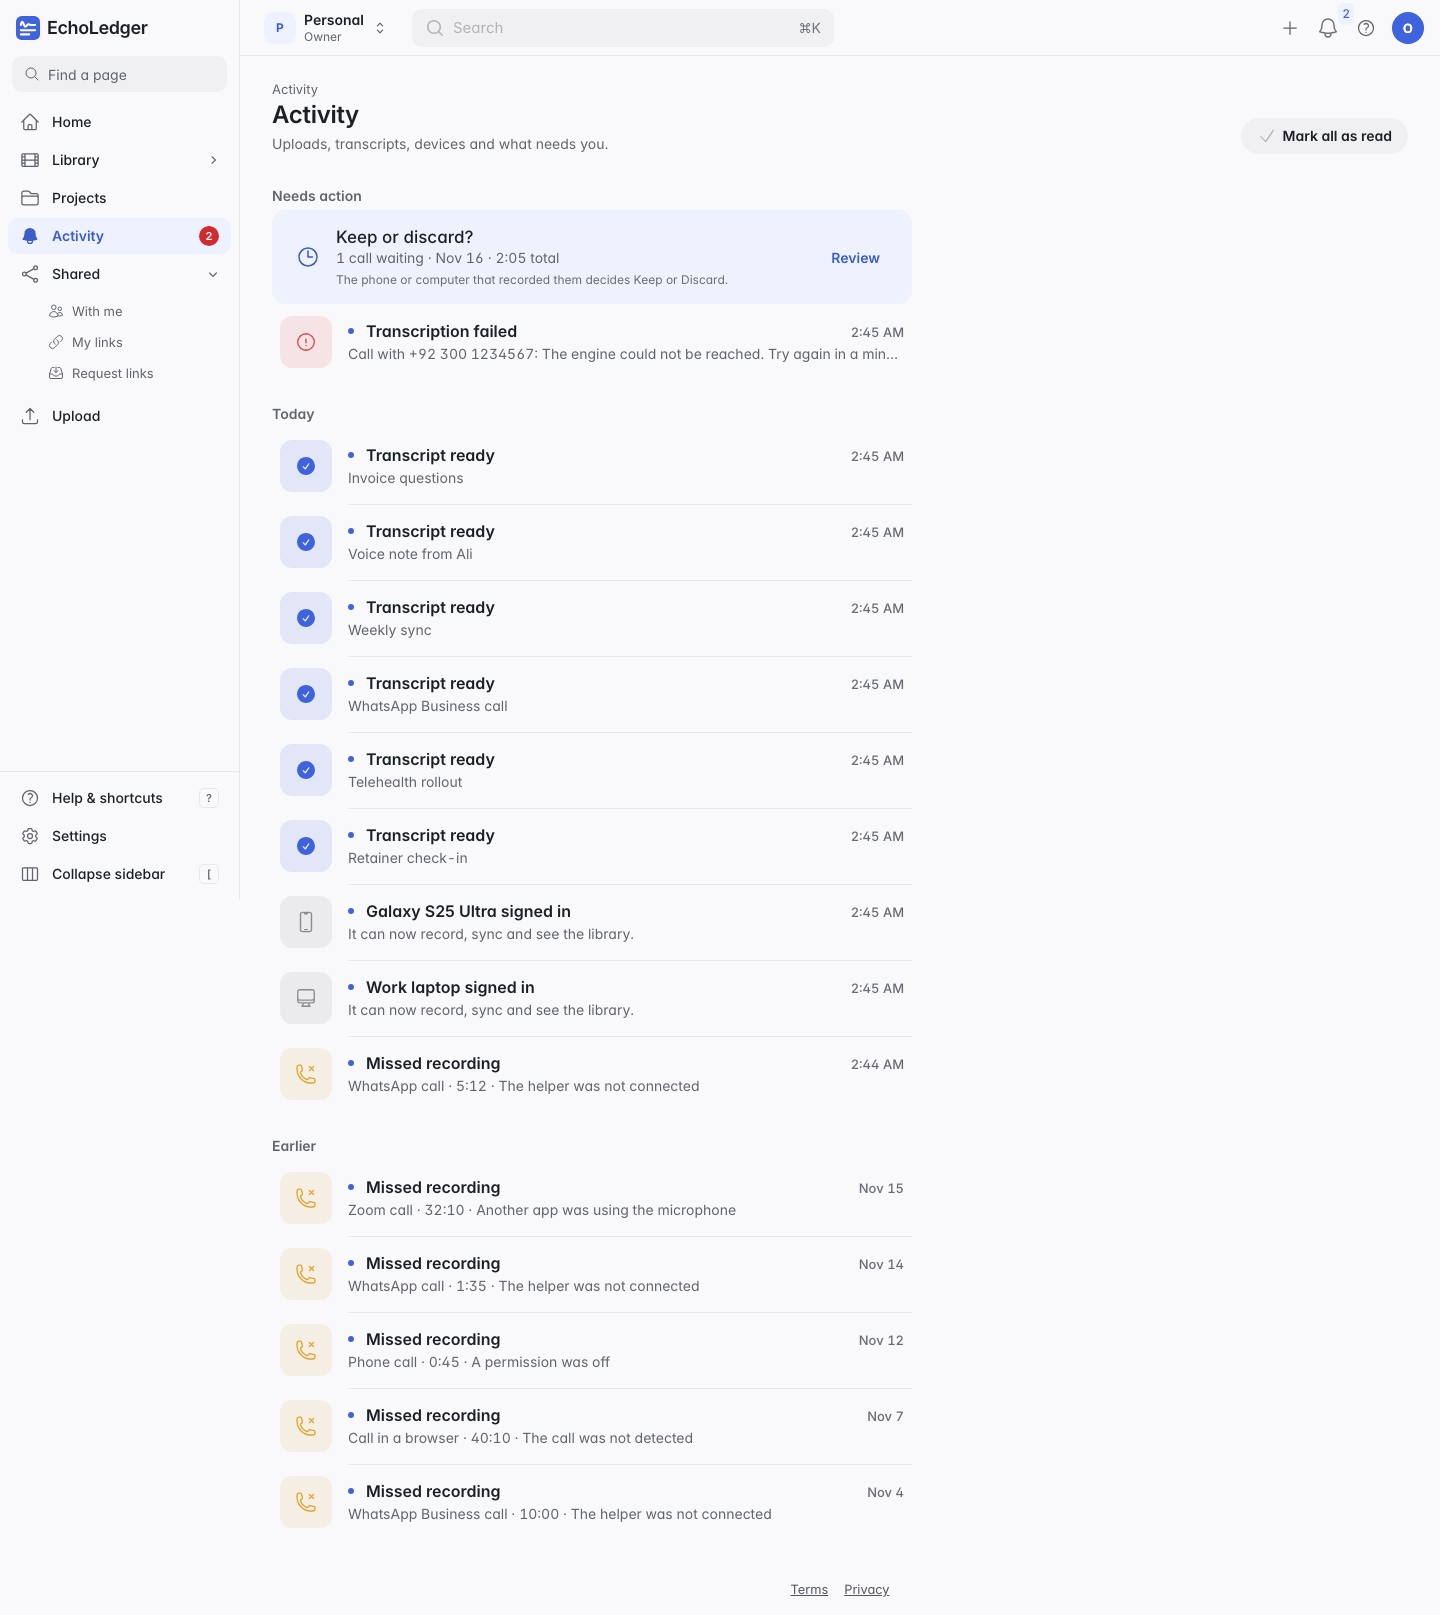 EchoLedger
Find a page
Home
Library
Projects
Activity 2
Shared
With me
My links
Request links
Upload
Help & shortcuts ?
Settings
Collapse sidebar [
P Personal
Owner
Search ⌘K
2
O
Activity
Activity
Uploads, transcripts, devices and what needs you.
Mark all as read
Needs action
Keep or discard?
1 call waiting · Nov 16 · 2:05 total
Review
The phone or computer that recorded them decides Keep or Discard.
Transcription failed 2:45 AM
Call with +92 300 1234567: The engine could not be reached. Try again in a min...
Today
Transcript ready 2:45 AM
Invoice questions
Transcript ready 2:45 AM
Voice note from Ali
Transcript ready 2:45 AM
Weekly sync
Transcript ready 2:45 AM
WhatsApp Business call
Transcript ready 2:45 AM
Telehealth rollout
Transcript ready 2:45 AM
Retainer check-in
Galaxy S25 Ultra signed in 2:45 AM
It can now record, sync and see the library.
Work laptop signed in 2:45 AM
It can now record, sync and see the library.
Missed recording 2:44 AM
WhatsApp call · 5:12 · The helper was not connected
Earlier
Missed recording Nov 15
Zoom call · 32:10 · Another app was using the microphone
Missed recording Nov 14
WhatsApp call · 1:35 · The helper was not connected
Missed recording Nov 12
Phone call · 0:45 · A permission was off
Missed recording Nov 7
Call in a browser · 40:10 · The call was not detected
Missed recording Nov 4
WhatsApp Business call · 10:00 · The helper was not connected
Terms Privacy